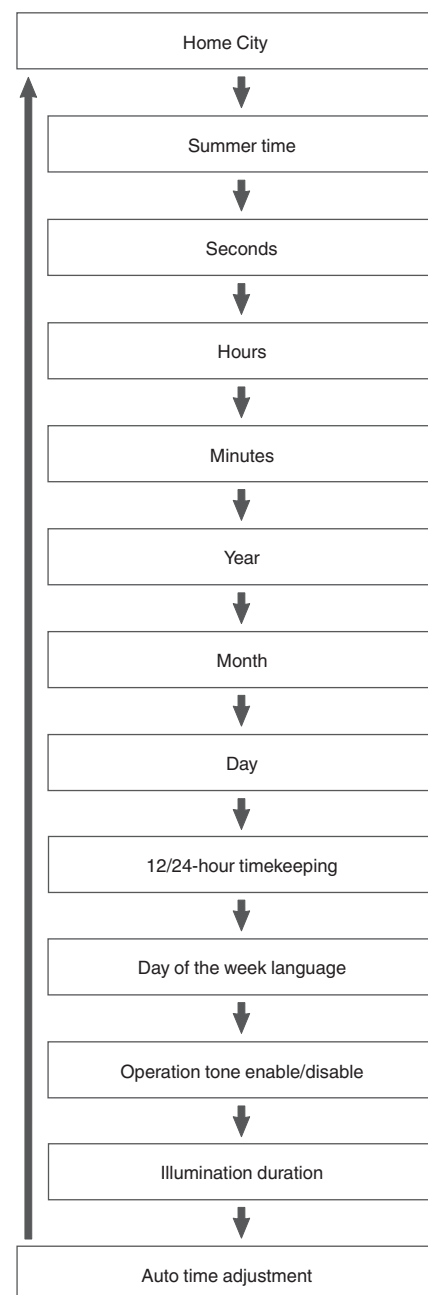 Home City
Summer time
Seconds
Hours
Minutes
Year
Month
Day
12/24-hour timekeeping
Day of the week language
Operation tone enable/disable
Illumination duration
Auto time adjustment